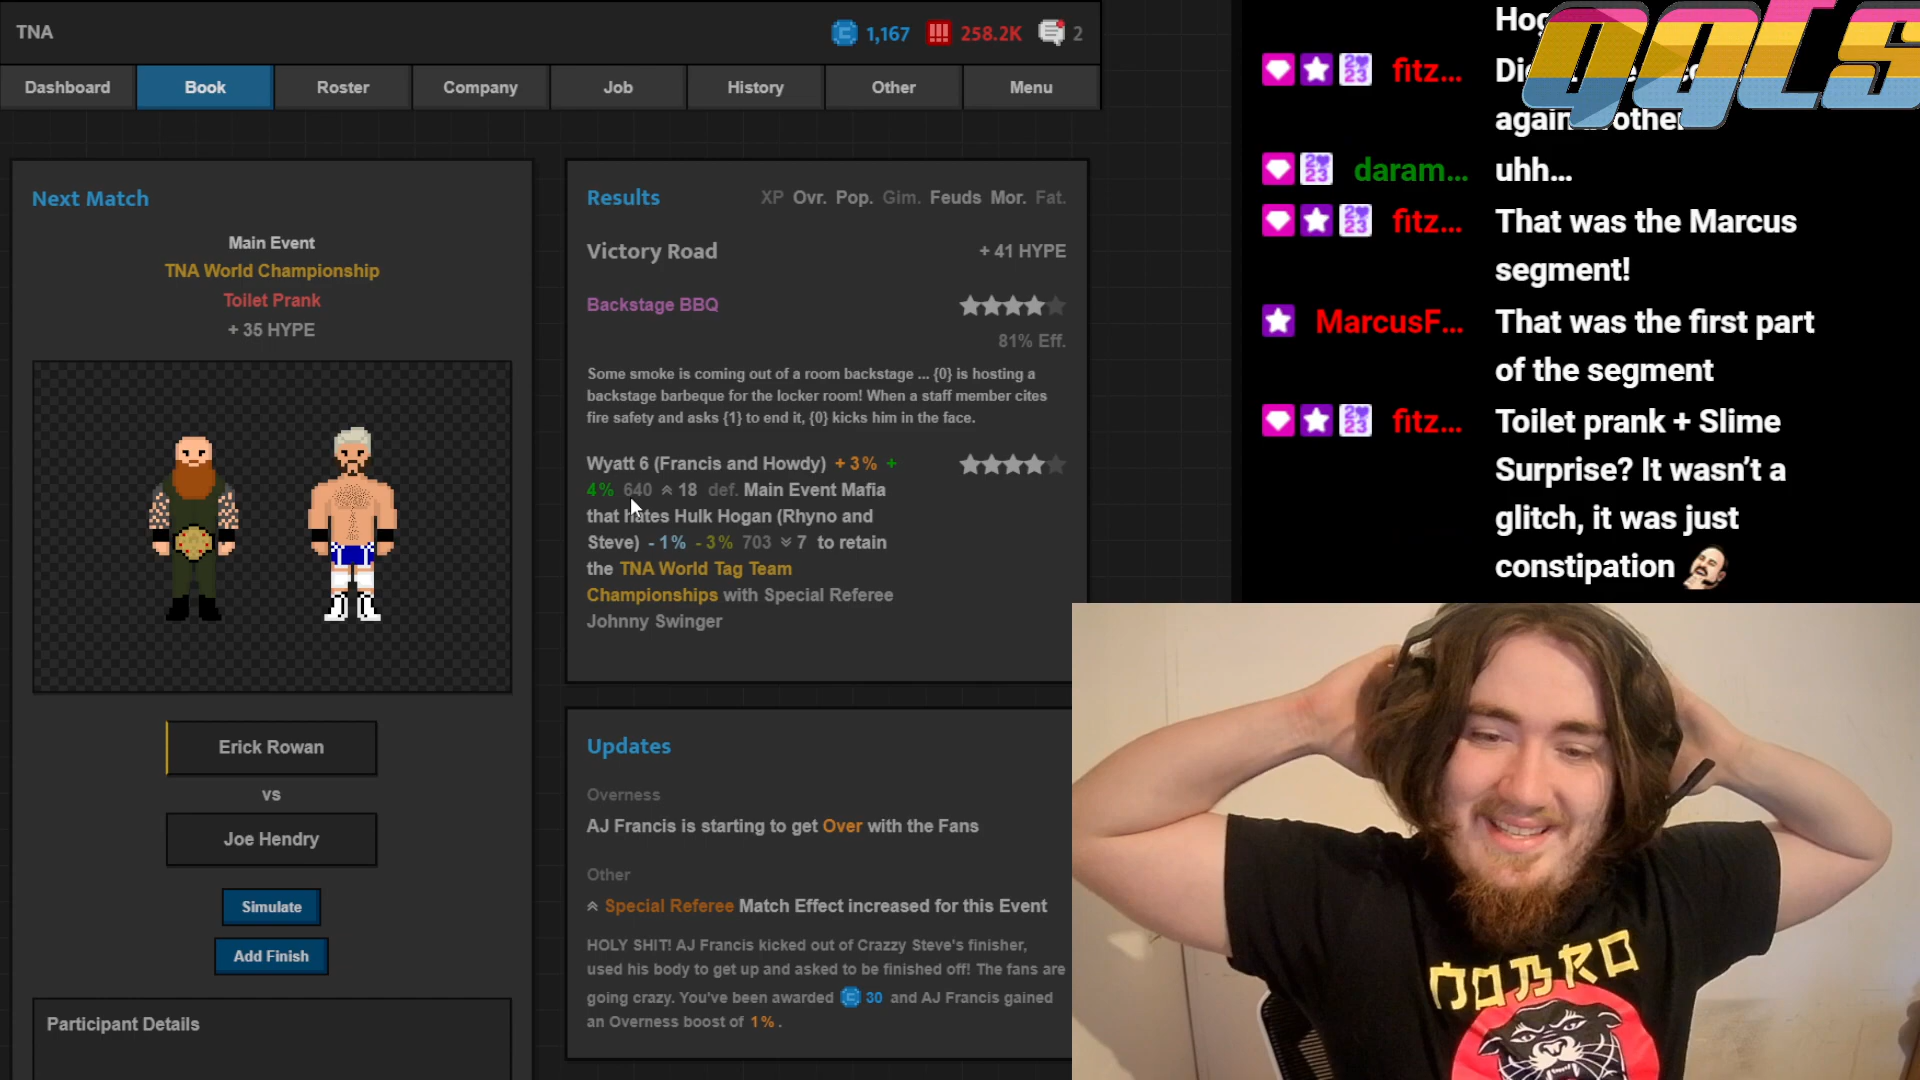 TNA
1,167
258.2K
2
Dashboard
Book
Roster
Company
Job
History
Other
Menu
Next Match
Main Event
TNA World Championship
Toilet Prank
+ 35 HYPE
Erick Rowan
vs
Joe Hendry
Simulate
Add Finish
Participant Details
Results
XP Ovr. Pop. Gim. Feuds Mor. Fat.
Victory Road
+ 41 HYPE
Backstage BBQ
81% Eff.
Some smoke is coming out of a room backstage ... {0} is hosting a
backstage barbeque for the locker room! When a staff member cites
fire safety and asks {1} to end it, {0} kicks him in the face.
Wyatt 6 (Francis and Howdy) + 3% +
4% 640 18 def. Main Event Mafia
that hates Hulk Hogan (Rhyno and
Steve) - 1% - 3% 703 7 to retain
the TNA World Tag Team
Championships with Special Referee
Johnny Swinger
Updates
Overness
AJ Francis is starting to get Over with the Fans
Other
Special Referee Match Effect increased for this Event
HOLY SHIT! AJ Francis kicked out of Crazzy Steve's finisher,
used his body to get up and asked to be finished off! The fans are
going crazy. You've been awarded 30 and AJ Francis gained
an Overness boost of 1% .
qqts
fitz...
again
daram... uhh...
fitz... That was the Marcus
segment!
MarcusF... That was the first part
of the segment
fitz... Toilet prank + Slime
Surprise? It wasn't a
glitch, it was just
constipation